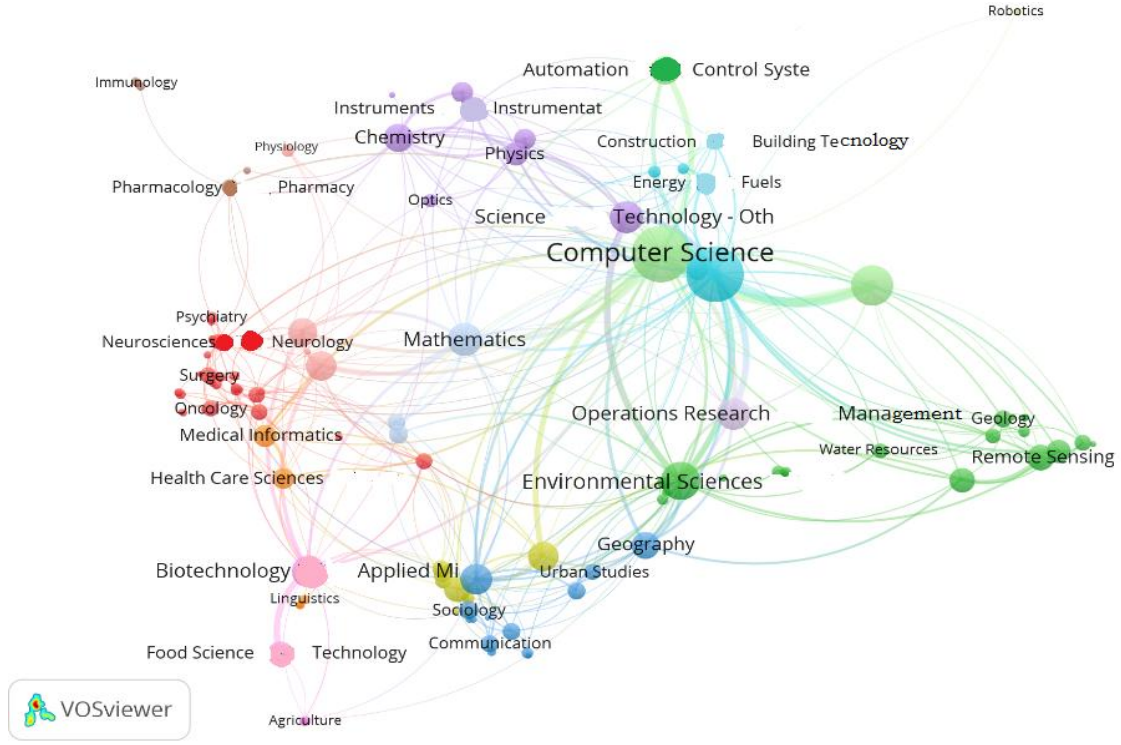 Robotics
Automation Control Syste
Immunology
Instruments Instrumentat
Chemistry
Construction Building Tecnology
Physiology
Physics
Energy Fuels
Pharmacology Pharmacy
Optics
Science Technology - Oth
Computer Science
Psychiatry
Neurosciences Neurology
Mathematics
Surgery
Oncology
Operations Research
Management
Geology
Medical Informatics
Water Resources
Remote Sensing
Health Care Sciences
Environmental Sciences
Geography
Biotechnology
Applied Mi
Urban Studies
Linguistics
Sociology
Communication
Food Science Technology
VOSviewer
Agriculture